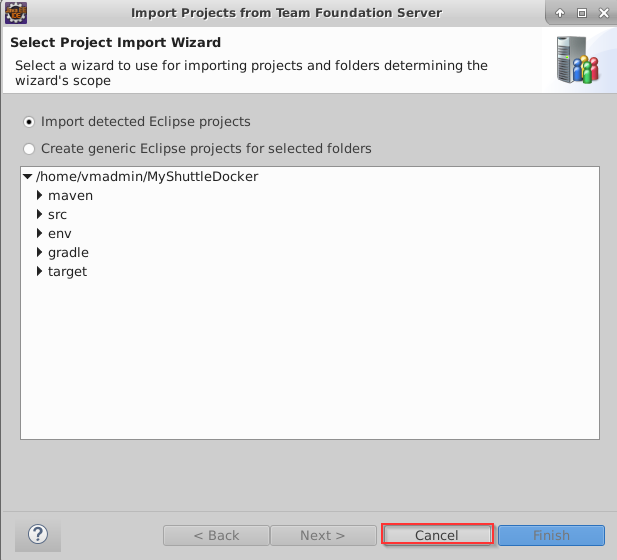 Import Projects from Team Foundation Server
Select Project Import Wizard
Select a wizard to use for importing projects and folders determining the
wizard's scope
Import detected Eclipse projects
Create generic Eclipse projects for selected folders
/home/vmadmin/MyShuttleDocker
maven
src
env
gradle
target
? < Back Next > Cancel Finish